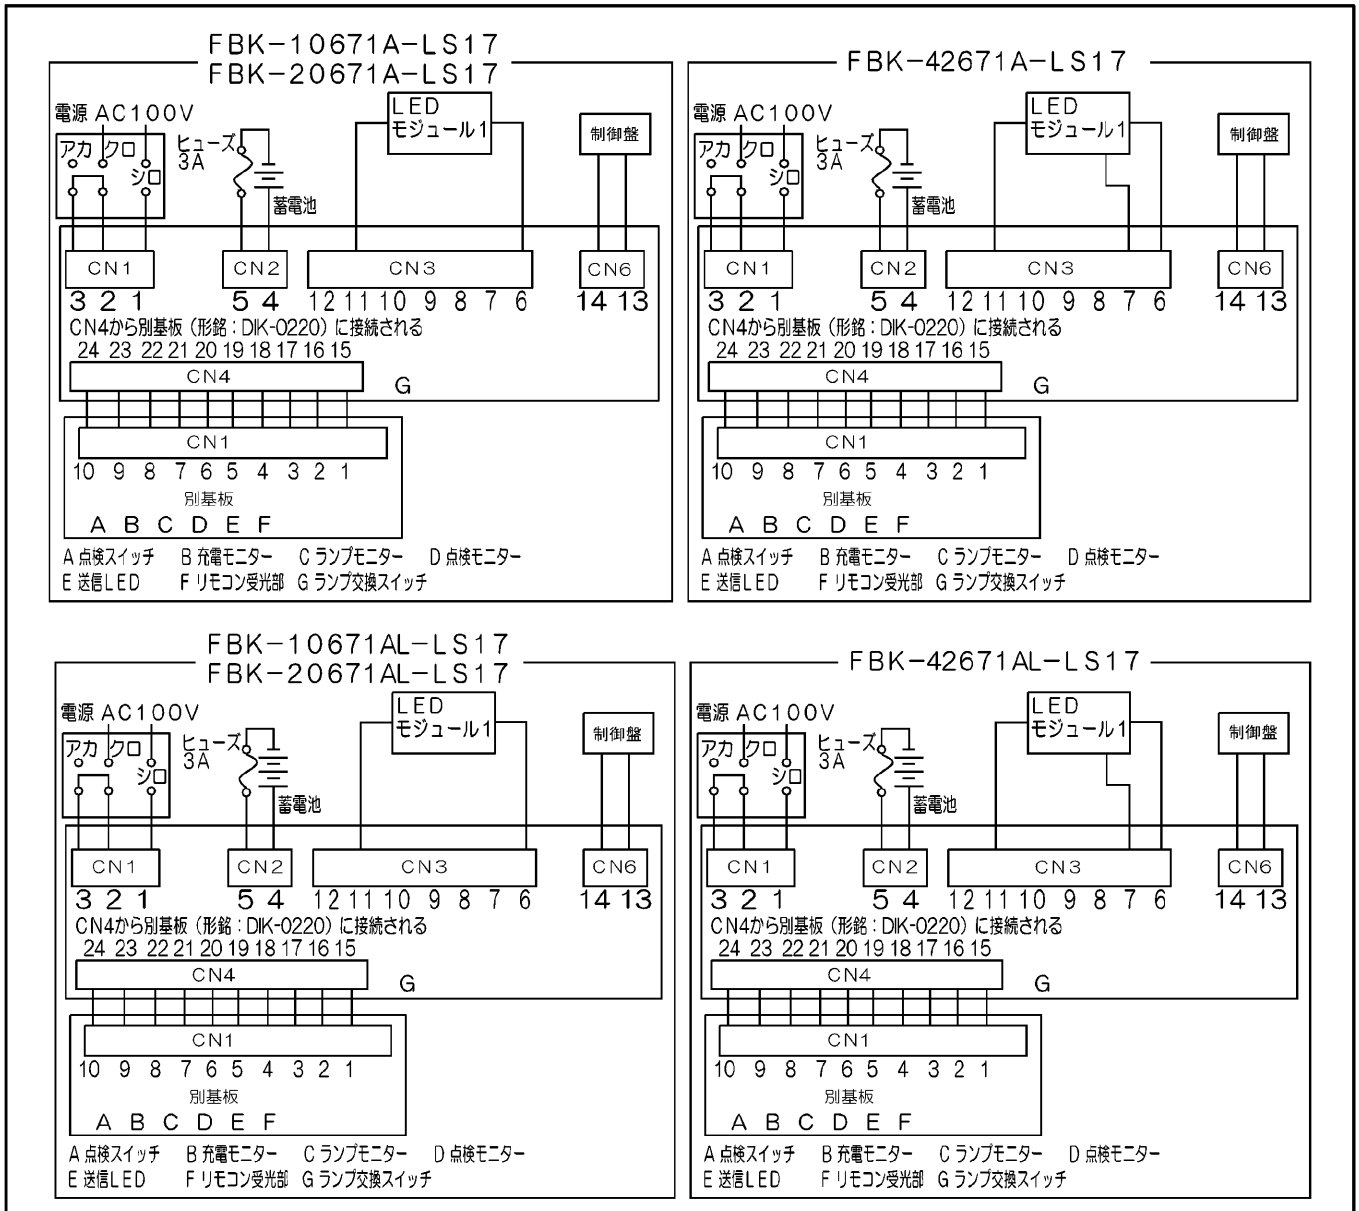 FBK-10671A-LS17
FBK-20671A-LS17
電源 AC100V
アカ クロ
シロ
ヒューズ
3A
蓄電池
LED
モジュール1
制御盤
CN1 CN2 CN3 CN6
3 2 1 5 4 12 11 10 9 8 7 6 14 13
CN4から別基板（形銘：DIK-0220）に接続される
24 23 22 21 20 19 18 17 16 15
CN4
G
CN1
10 9 8 7 6 5 4 3 2 1
別基板
A B C D E F
A 点検スイッチ B 充電モニター C ランプモニター D 点検モニター
E 送信LED F リモコン受光部 G ランプ交換スイッチ
FBK-42671A-LS17
電源 AC100V
アカ クロ
シロ
ヒューズ
3A
蓄電池
LED
モジュール1
制御盤
CN1 CN2 CN3 CN6
3 2 1 5 4 12 11 10 9 8 7 6 14 13
CN4から別基板（形銘：DIK-0220）に接続される
24 23 22 21 20 19 18 17 16 15
CN4
G
CN1
10 9 8 7 6 5 4 3 2 1
別基板
A B C D E F
A 点検スイッチ B 充電モニター C ランプモニター D 点検モニター
E 送信LED F リモコン受光部 G ランプ交換スイッチ
FBK-10671AL-LS17
FBK-20671AL-LS17
電源 AC100V
アカ クロ
シロ
ヒューズ
3A
蓄電池
LED
モジュール1
制御盤
CN1 CN2 CN3 CN6
3 2 1 5 4 12 11 10 9 8 7 6 14 13
CN4から別基板（形銘：DIK-0220）に接続される
24 23 22 21 20 19 18 17 16 15
CN4
G
CN1
10 9 8 7 6 5 4 3 2 1
別基板
A B C D E F
A 点検スイッチ B 充電モニター C ランプモニター D 点検モニター
E 送信LED F リモコン受光部 G ランプ交換スイッチ
FBK-42671AL-LS17
電源 AC100V
アカ クロ
シロ
ヒューズ
3A
蓄電池
LED
モジュール1
制御盤
CN1 CN2 CN3 CN6
3 2 1 5 4 12 11 10 9 8 7 6 14 13
CN4から別基板（形銘：DIK-0220）に接続される
24 23 22 21 20 19 18 17 16 15
CN4
G
CN1
10 9 8 7 6 5 4 3 2 1
別基板
A B C D E F
A 点検スイッチ B 充電モニター C ランプモニター D 点検モニター
E 送信LED F リモコン受光部 G ランプ交換スイッチ